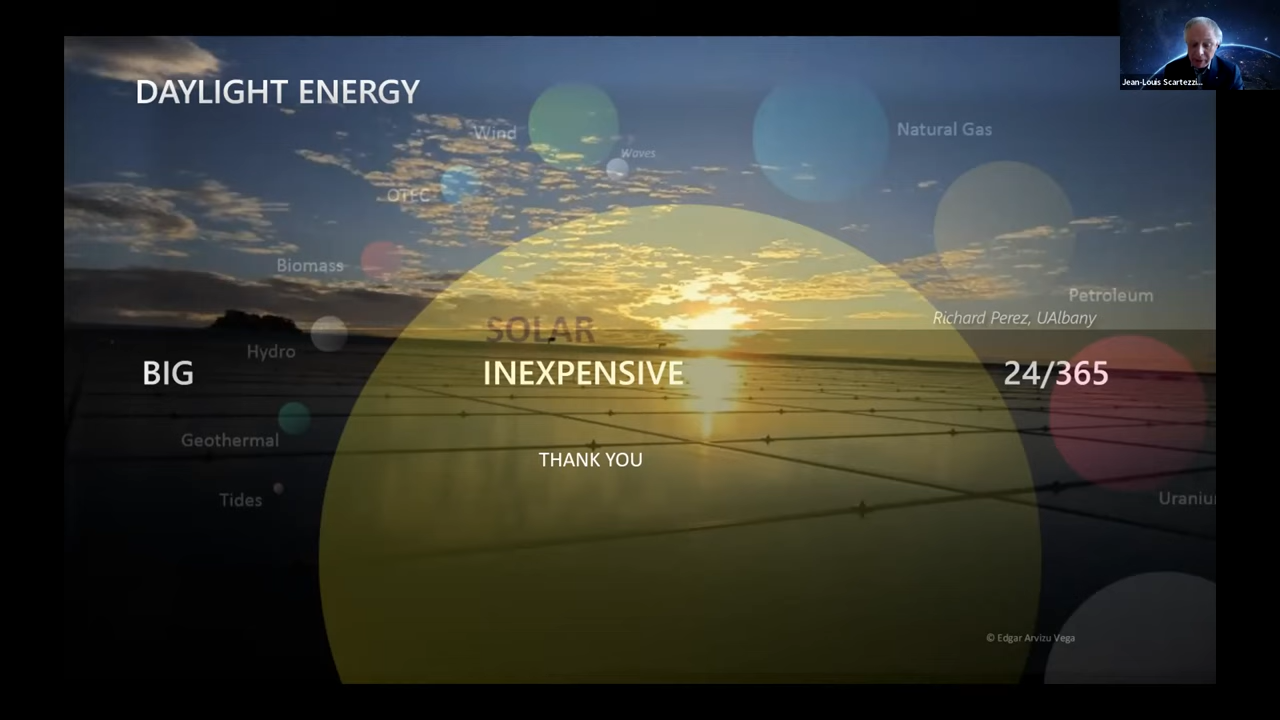 Jean-Louis Scartezzi...
DAYLIGHT ENERGY
Wind
Natural Gas
Waves
OTEC
Biomass
Petroleum
Richard Perez, UAlbany
SOLAR
Hydro
BIG
INEXPENSIVE
24/365
Geothermal
THANK YOU
Tides
Uraniu
© Edgar Arvizu Vega